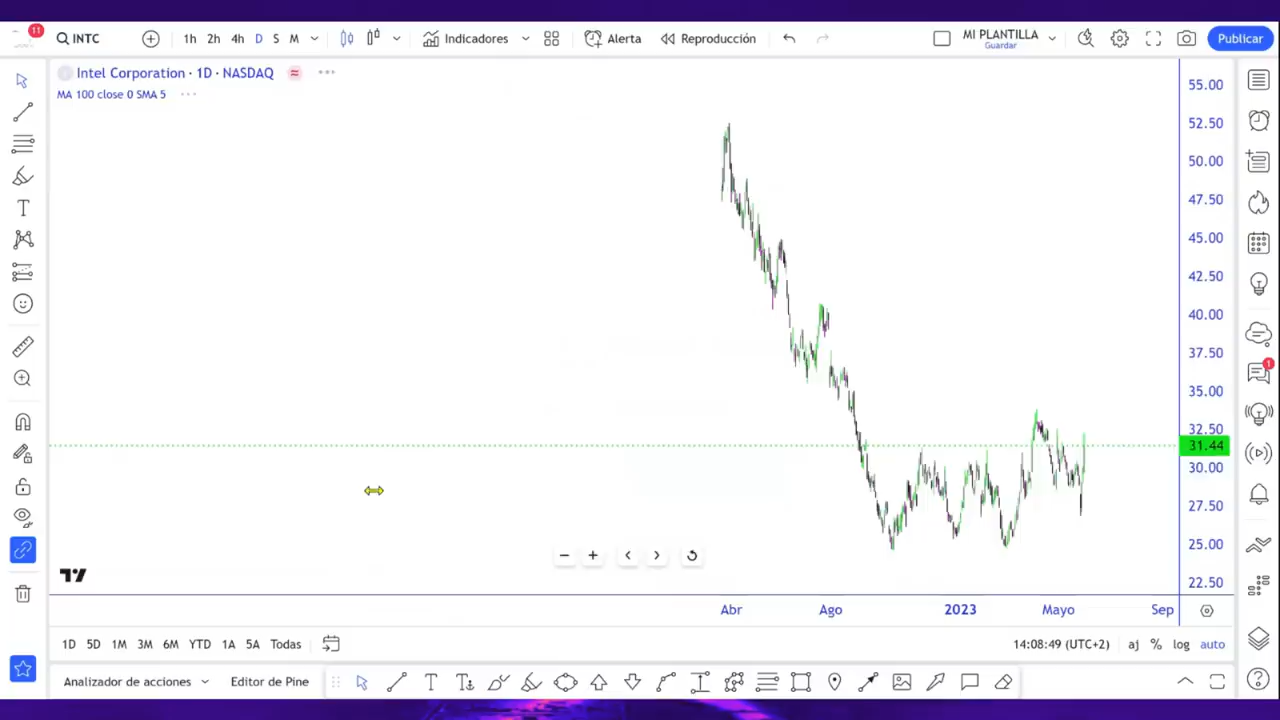 11
INTC
1h 2h 4h D S M
Indicadores
Alerta
Reproducción
MI PLANTILLA
Guardar
Publicar
Intel Corporation · 1D · NASDAQ
MA 100 close 0 SMA 5
55.00
52.50
50.00
47.50
45.00
42.50
40.00
37.50
35.00
32.50
31.44
30.00
27.50
25.00
22.50
1
Abr Ago 2023 Mayo Sep
1D 5D 1M 3M 6M YTD 1A 5A Todas
14:08:49 (UTC+2) aj % log auto
Analizador de acciones
Editor de Pine